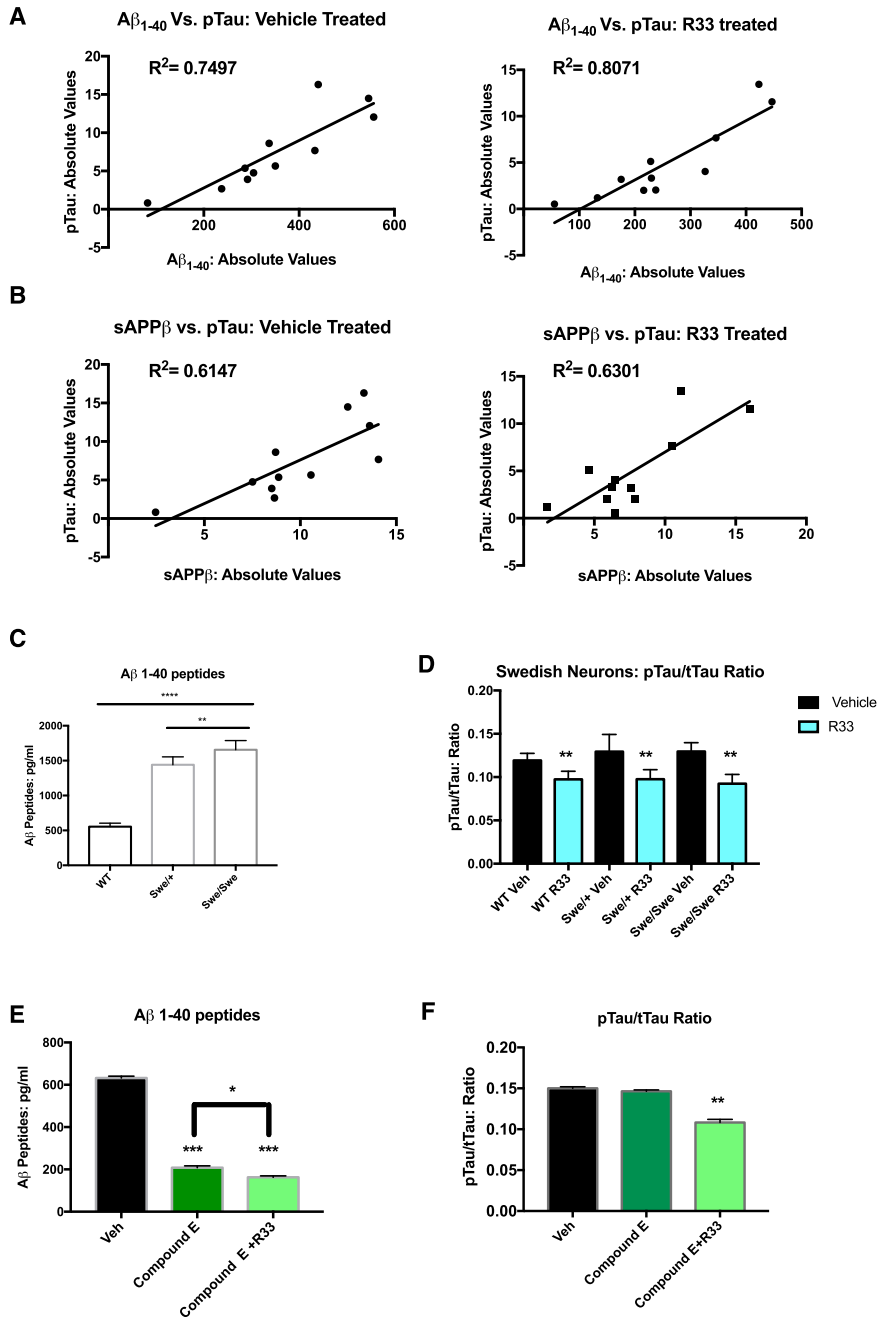 A
Aβ1-40 Vs. pTau: Vehicle Treated
R2= 0.7497
pTau: Absolute Values
20
15
10
5
0
-5
200
400
600
Aβ1-40: Absolute Values
Aβ1-40 Vs. pTau: R33 treated
R2= 0.8071
pTau: Absolute Values
15
10
5
0
-5
100
200
300
400
500
Aβ1-40: Absolute Values
B
sAPPβ vs. pTau: Vehicle Treated
R2= 0.6147
pTau: Absolute Values
20
15
10
5
0
-5
5
10
15
sAPPβ: Absolute Values
sAPPβ vs. pTau: R33 Treated
R2= 0.6301
pTau: Absolute Values
15
10
5
0
-5
5
10
15
20
sAPPβ: Absolute Values
C
Aβ 1-40 peptides
****
**
Aβ Peptides: pg/ml
2000
1500
1000
500
0
WT
Swe/+
Swe/Swe
D
Swedish Neurons: pTau/tTau Ratio
pTau/tTau: Ratio
0.20
0.15
0.10
0.05
0.00
**
**
**
WT Veh
WT R33
Swe/+ Veh
Swe/+ R33
Swe/Swe Veh
Swe/Swe R33
Vehicle
R33
E
Aβ 1-40 peptides
Aβ Peptides: pg/ml
800
600
400
200
0
*
***
***
Veh
Compound E
Compound E +R33
F
pTau/tTau Ratio
pTau/tTau: Ratio
0.20
0.15
0.10
0.05
0.00
**
Veh
Compound E
Compound E+R33